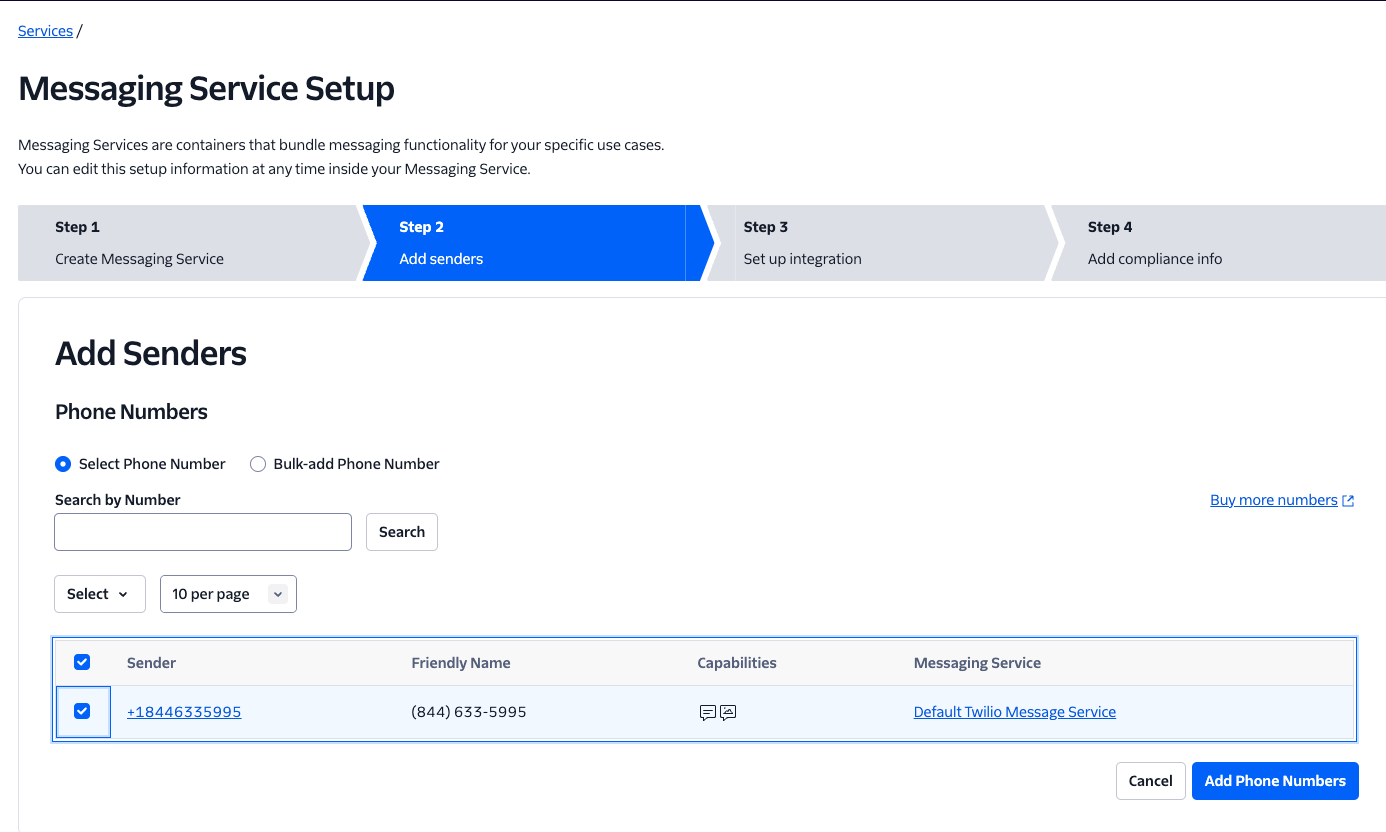 Services /
Messaging Service Setup
Messaging Services are containers that bundle messaging functionality for your specific use cases.
You can edit this setup information at any time inside your Messaging Service.
Step 1
Create Messaging Service
Step 2
Add senders
Step 3
Set up integration
Step 4
Add compliance info
Add Senders
Phone Numbers
Select Phone Number
Bulk-add Phone Number
Search by Number
Buy more numbers
Search
Select
10 per page
Sender Friendly Name Capabilities Messaging Service
+18446335995 (844) 633-5995 Default Twilio Message Service
Cancel
Add Phone Numbers